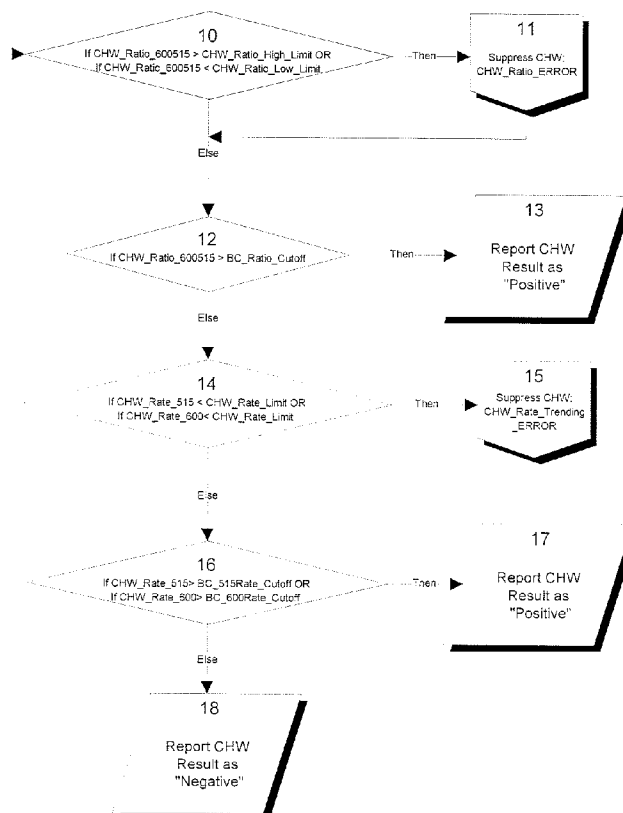 10
If CHW_Ratio_600515 > CHW_Ratio_High_Limit OR
If CHW_Ratio_600515 < CHW_Ratio_Low_Limit
Then
11
Suppress CHW;
CHW_Ratio_ERROR
Else
12
If CHW_Ratio_600515 > BC_Ratio_Cutoff
Then
13
Report CHW
Result as
"Positive"
Else
14
If CHW_Rate_515 < CHW_Rate_Limit OR
If CHW_Rate_600< CHW_Rate_Limit
Then
15
Suppress CHW;
CHW_Rate_Trending
_ERROR
Else
16
If CHW_Rate_515> BC_515Rate_Cutoff OR
If CHW_Rate_600> BC_600Rate_Cutoff
Then
17
Report CHW
Result as
"Positive"
Else
18
Report CHW
Result as
"Negative"